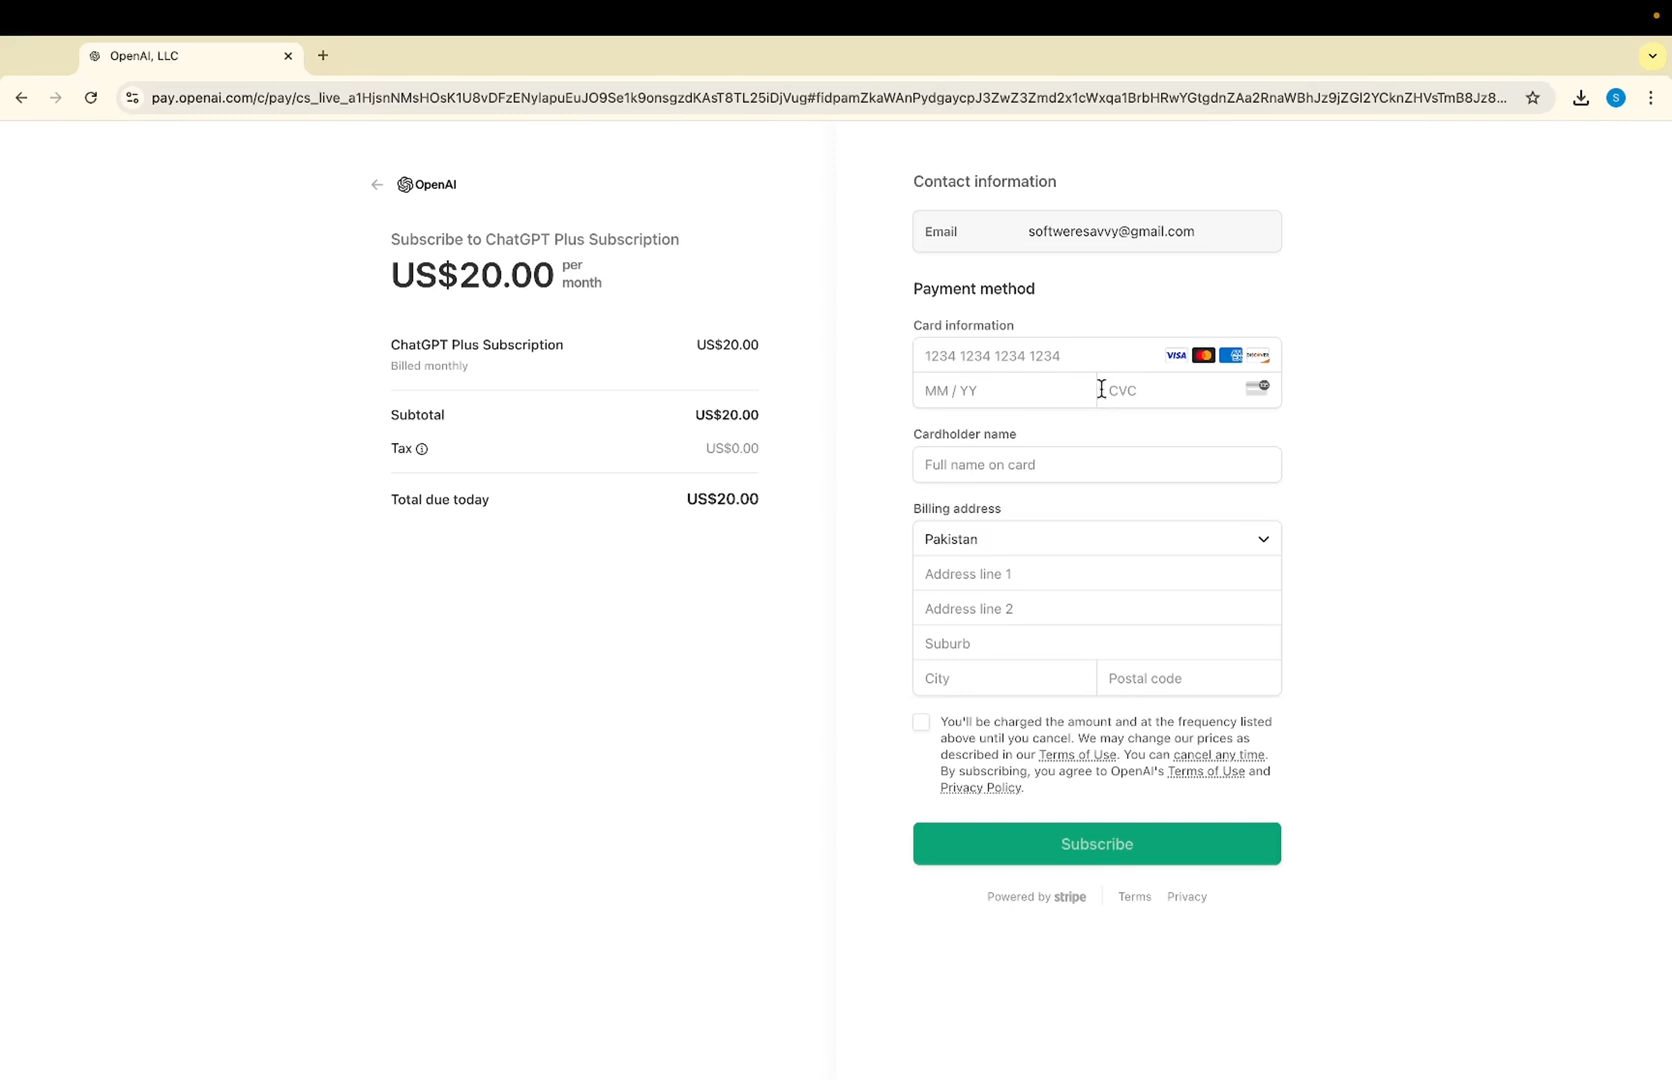 OpenAI, LLC
pay.openai.com/c/pay/cs_live_a1HjsnNMsHOsK1U8vDFzENylapuEuJO9Se1k9onsgzdKAsT8TL25iDjVug#fidpamZkaWAnPydgaycpJ3ZwZ3Zmd2x1cWxqa1BrbHRwYGtgdnZAa2RnaWBhJz9jZGl2YCknZHVsTmB8Jz8...
S
OpenAI
Subscribe to ChatGPT Plus Subscription
US$20.00 per month
ChatGPT Plus Subscription US$20.00
Billed monthly
Subtotal US$20.00
Tax US$0.00
Total due today US$20.00
Contact information
Email softweresavvy@gmail.com
Payment method
Card information
1234 1234 1234 1234 VISA DISCOVER
MM / YY CVC
Cardholder name
Full name on card
Billing address
Pakistan
Address line 1
Address line 2
Suburb
City Postal code
You'll be charged the amount and at the frequency listed
above until you cancel. We may change our prices as
described in our Terms of Use. You can cancel any time.
By subscribing, you agree to OpenAI's Terms of Use and
Privacy Policy.
Subscribe
Powered by stripe Terms Privacy